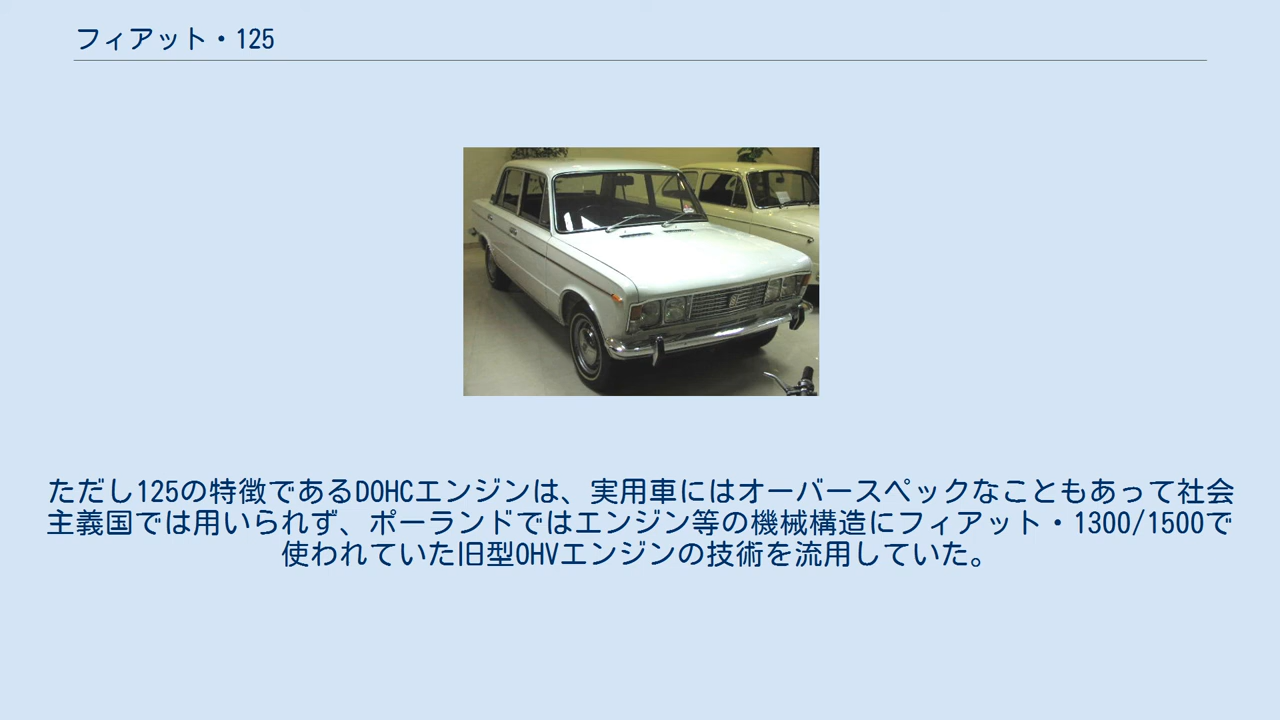 フィアット・125
ただし125の特徴であるDOHCエンジンは、実用車にはオーバースペックなこともあって社会
主義国では用いられず、ポーランドではエンジン等の機械構造にフィアット・1300/1500で
使われていた旧型OHVエンジンの技術を流用していた。